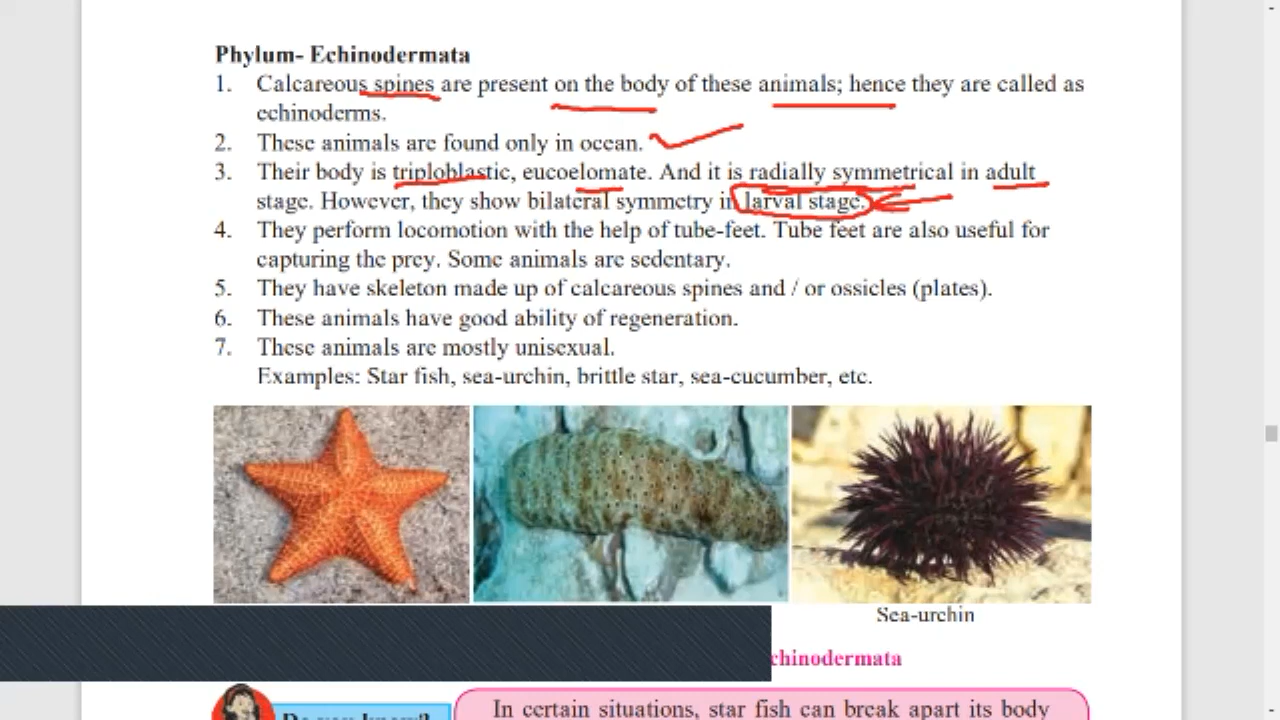 Phylum- Echinodermata
1. Calcareous spines are present on the body of these animals; hence they are called as
echinoderms.
2. These animals are found only in ocean.
3. Their body is triploblastic, eucoelomate. And it is radially symmetrical in adult
stage. However, they show bilateral symmetry in larval stage.
4. They perform locomotion with the help of tube-feet. Tube feet are also useful for
capturing the prey. Some animals are sedentary.
5. They have skeleton made up of calcareous spines and / or ossicles (plates).
6. These animals have good ability of regeneration.
7. These animals are mostly unisexual.
Examples: Star fish, sea-urchin, brittle star, sea-cucumber, etc.
Sea-urchin
chinodermata
Do you know?
In certain situations, star fish can break apart its body